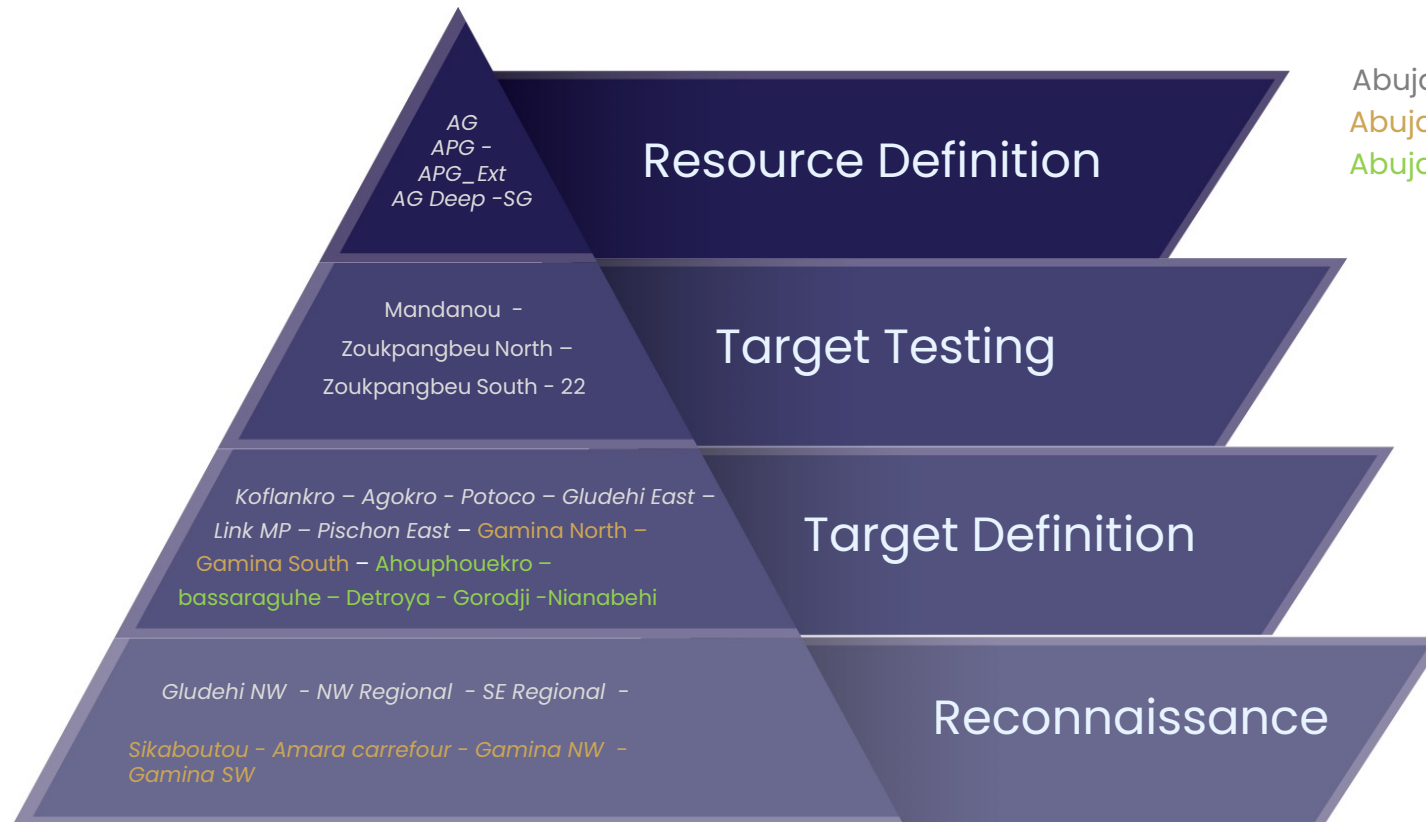 AG
APG -
APG_Ext
AG Deep -SG
Resource Definition
Mandanou -
Zoukpangbeu North –
Zoukpangbeu South - 22
Target Testing
Koflankro – Agokro - Potoco – Gludehi East –
Link MP – Pischon East – Gamina North –
Gamina South – Ahouphouekro –
bassaraguhe – Detroya - Gorodji -Nianabehi
Target Definition
Gludehi NW - NW Regional - SE Regional -
Sikaboutou - Amara carrefour - Gamina NW -
Gamina SW
Reconnaissance